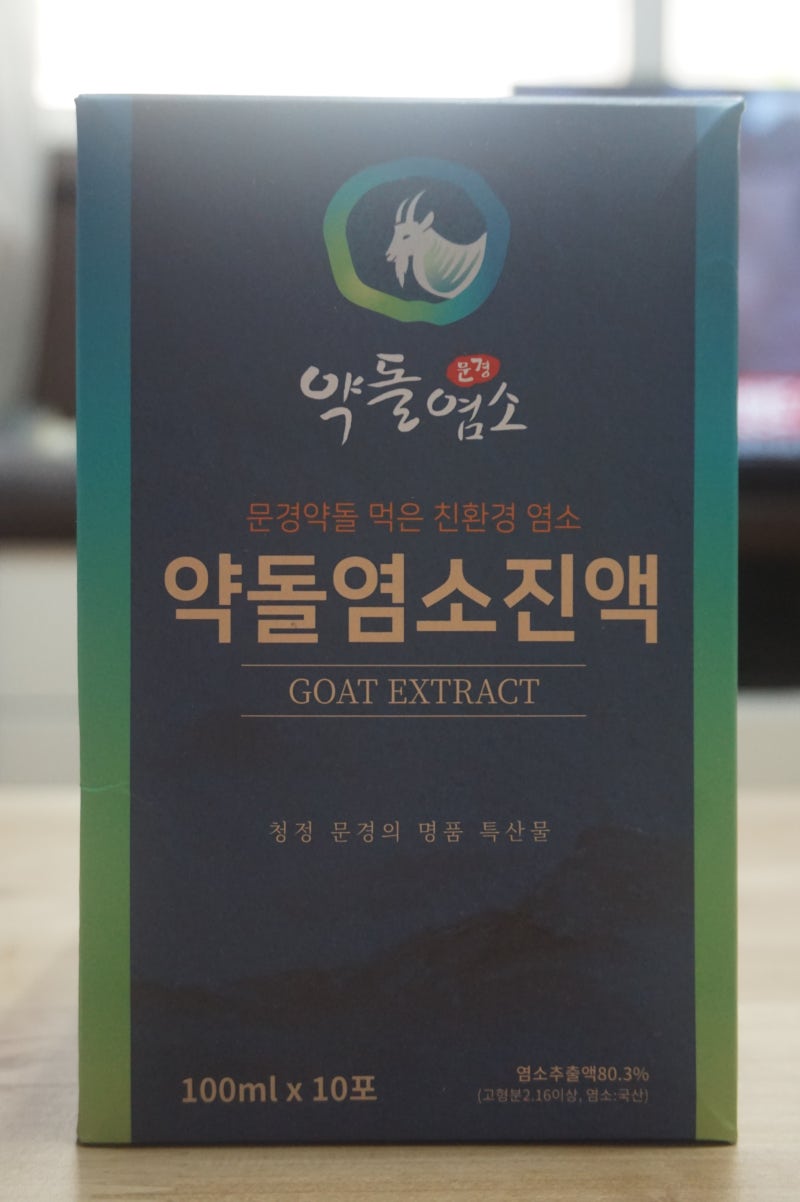 문경
약돌염소
문경약돌 먹은 친환경 염소
약돌염소진액
GOAT EXTRACT
청정 문경의 명품 특산물
100ml x 10포
염소추출액80.3%
(고형분2.16이상, 염소:국산)